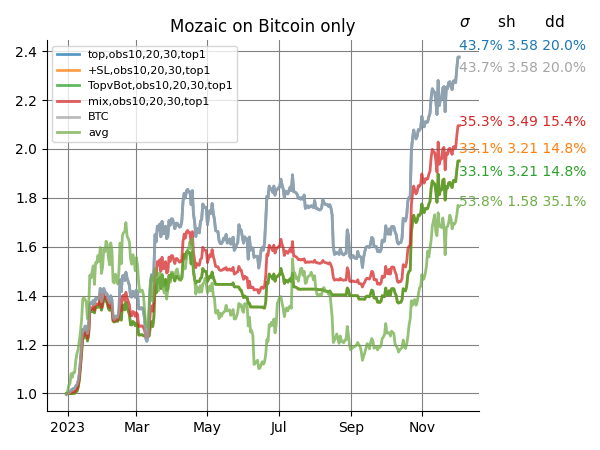 Mozaic on Bitcoin only
σ sh dd
43.7% 3.58 20.0%
43.7% 3.58 20.0%
35.3% 3.49 15.4%
33.1% 3.21 14.8%
33.1% 3.21 14.8%
53.8% 1.58 35.1%
top,obs10,20,30,top1
+SL,obs10,20,30,top1
TopvBot,obs10,20,30,top1
mix,obs10,20,30,top1
BTC
avg
2.4
2.2
2.0
1.8
1.6
1.4
1.2
1.0
2023 Mar May Jul Sep Nov